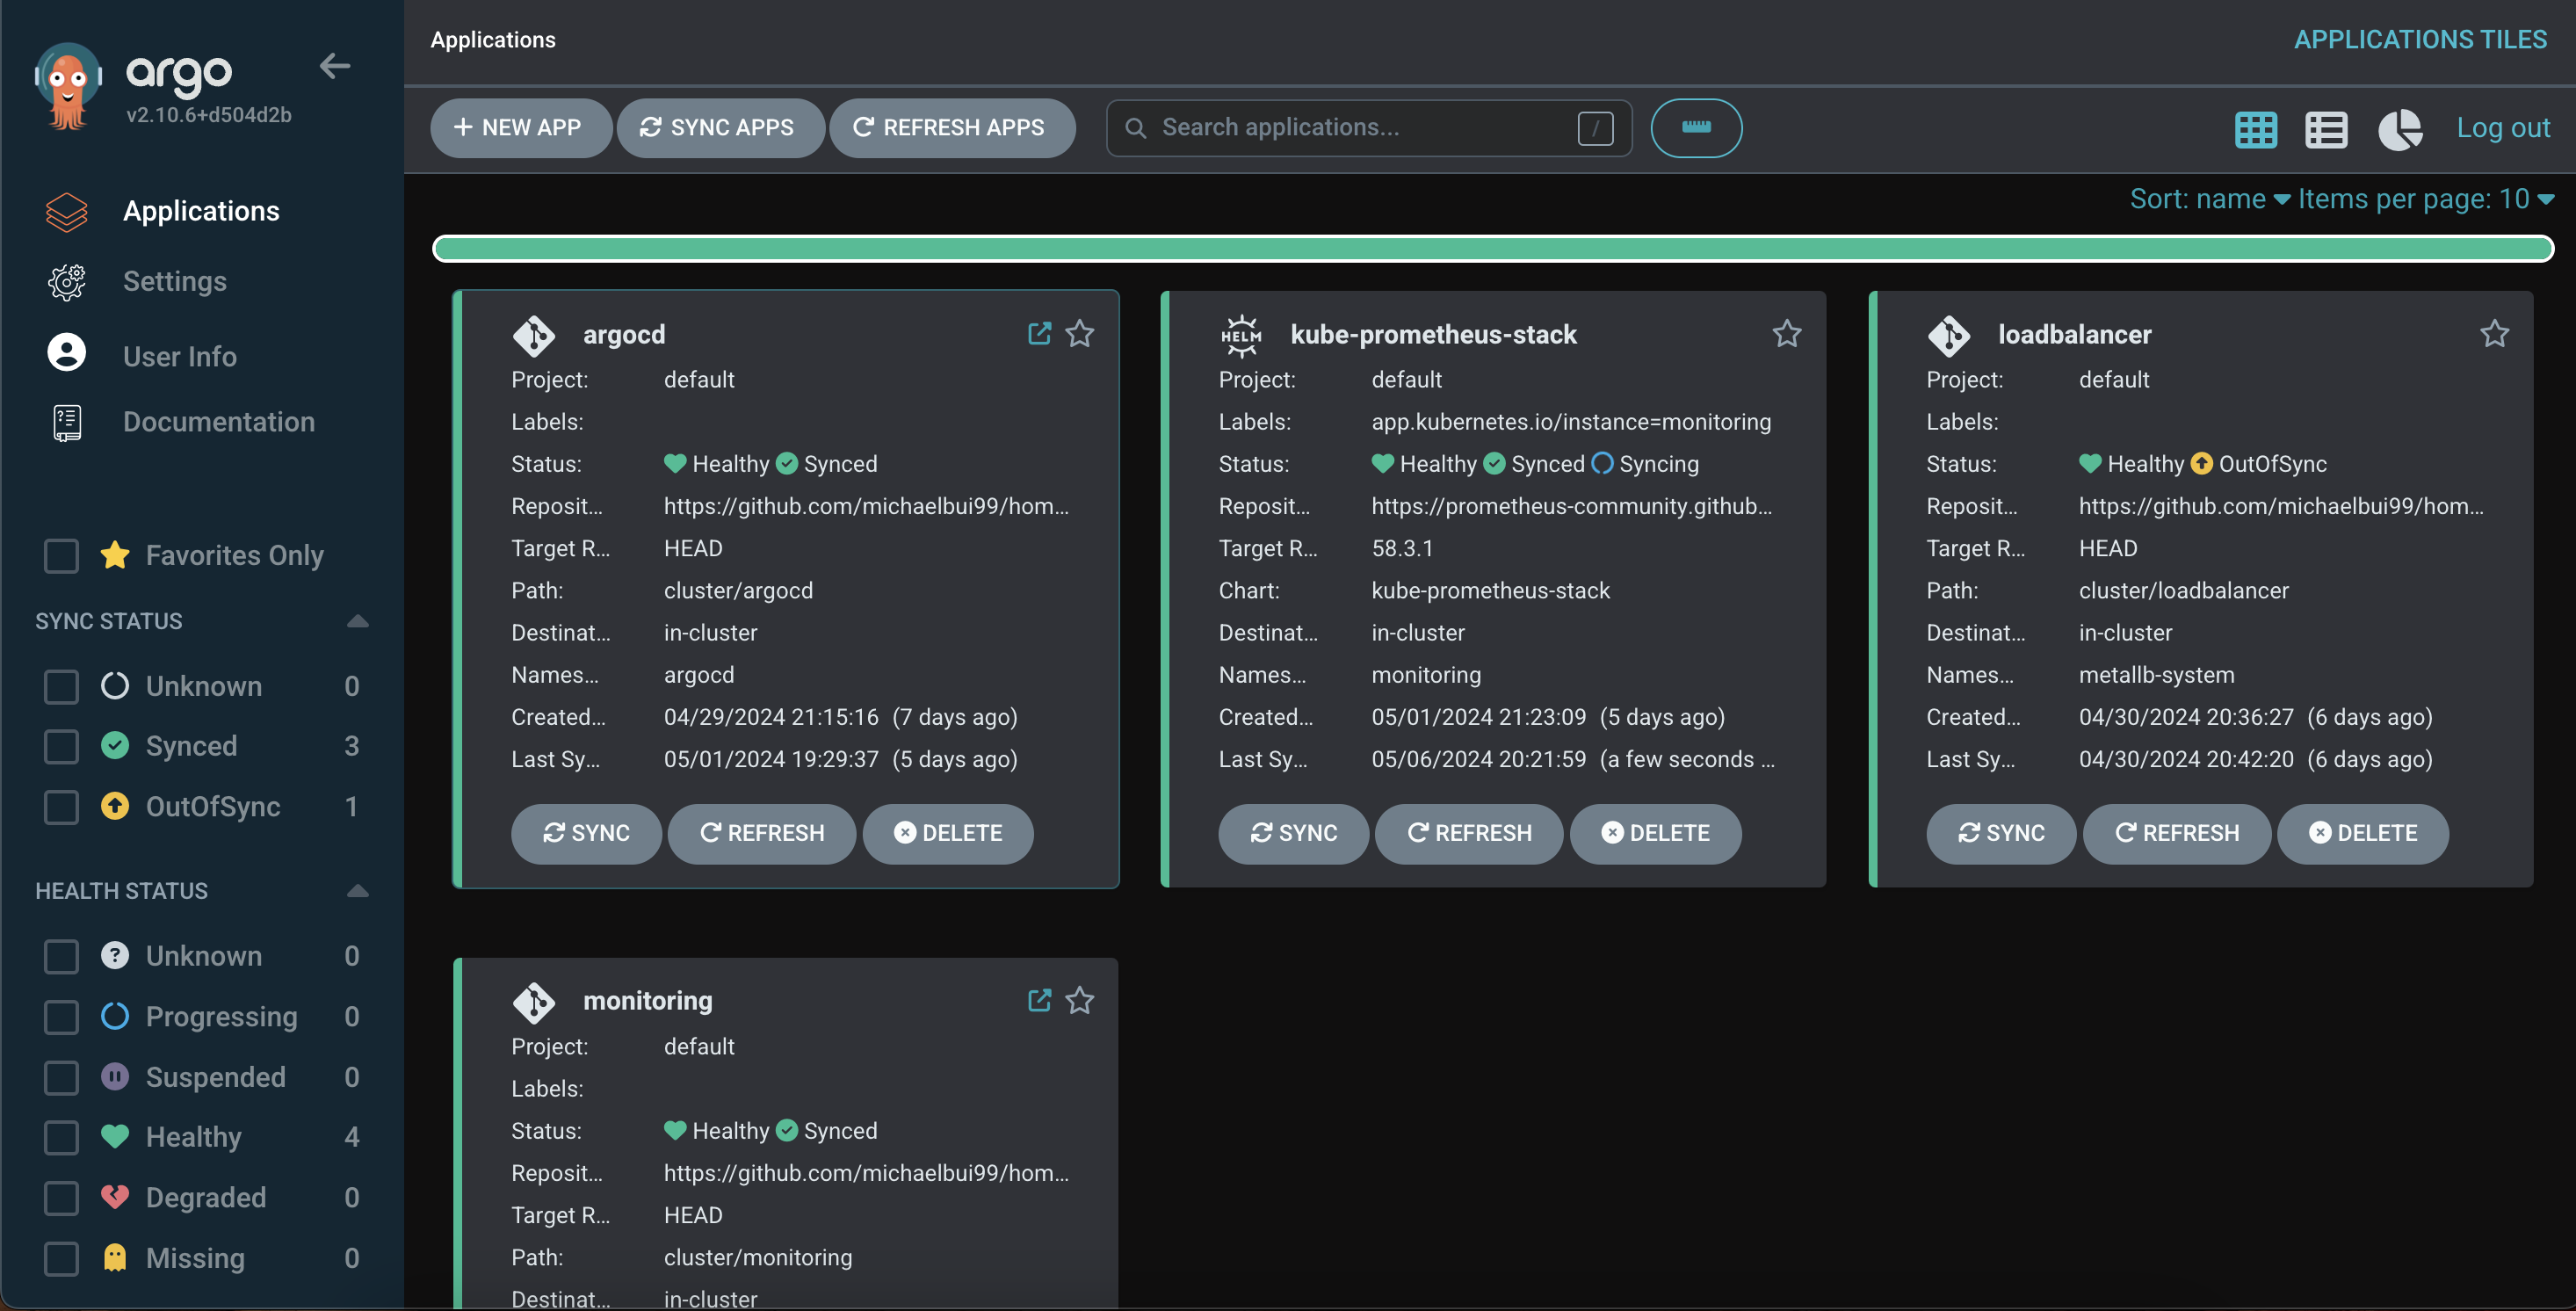 argo
v2.10.6+d504d2b
Applications
Settings
User Info
Documentation
Favorites Only
SYNC STATUS
Unknown 0
Synced 3
OutOfSync 1
HEALTH STATUS
Unknown 0
Progressing 0
Suspended 0
Healthy 4
Degraded 0
Missing 0
Applications APPLICATIONS TILES
+ NEW APP SYNC APPS REFRESH APPS Search applications... / Log out
Sort: name Items per page: 10
argocd
Project: default
Labels:
Status: Healthy Synced
Reposit... https://github.com/michaelbui99/hom...
Target R... HEAD
Path: cluster/argocd
Destinat... in-cluster
Names... argocd
Created... 04/29/2024 21:15:16 (7 days ago)
Last Sy... 05/01/2024 19:29:37 (5 days ago)
SYNC REFRESH DELETE
HELM kube-prometheus-stack
Project: default
Labels: app.kubernetes.io/instance=monitoring
Status: Healthy Synced Syncing
Reposit... https://prometheus-community.github...
Target R... 58.3.1
Chart: kube-prometheus-stack
Destinat... in-cluster
Names... monitoring
Created... 05/01/2024 21:23:09 (5 days ago)
Last Sy... 05/06/2024 20:21:59 (a few seconds ...
SYNC REFRESH DELETE
loadbalancer
Project: default
Labels:
Status: Healthy OutOfSync
Reposit... https://github.com/michaelbui99/hom...
Target R... HEAD
Path: cluster/loadbalancer
Destinat... in-cluster
Names... metallb-system
Created... 04/30/2024 20:36:27 (6 days ago)
Last Sy... 04/30/2024 20:42:20 (6 days ago)
SYNC REFRESH DELETE
monitoring
Project: default
Labels:
Status: Healthy Synced
Reposit... https://github.com/michaelbui99/hom...
Target R... HEAD
Path: cluster/monitoring
Destinat... in-cluster